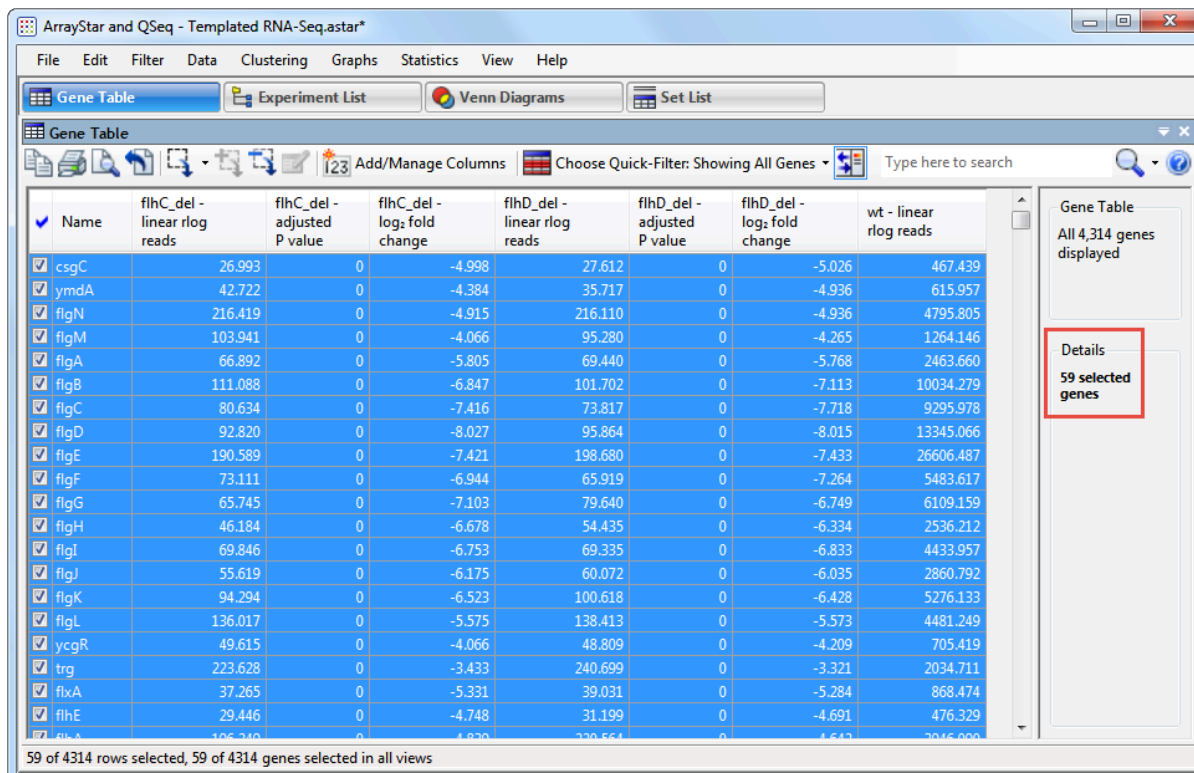 ArrayStar and QSeq - Templated RNA-Seq.astar*
File Edit Filter Data Clustering Graphs Statistics View Help
Gene Table Experiment List Venn Diagrams Set List
Gene Table
123 Add/Manage Columns Choose Quick-Filter: Showing All Genes Type here to search
Name flhC_del - linear rlog reads flhC_del - adjusted P value flhC_del - log₂ fold change flhD_del - linear rlog reads flhD_del - adjusted P value flhD_del - log₂ fold change wt - linear rlog reads
csgC 26.993 0 -4.998 27.612 0 -5.026 467.439
ymdA 42.722 0 -4.384 35.717 0 -4.936 615.957
flgN 216.419 0 -4.915 216.110 0 -4.936 4795.805
flgM 103.941 0 -4.066 95.280 0 -4.265 1264.146
flgA 66.892 0 -5.805 69.440 0 -5.768 2463.660
flgB 111.088 0 -6.847 101.702 0 -7.113 10034.279
flgC 80.634 0 -7.416 73.817 0 -7.718 9295.978
flgD 92.820 0 -8.027 95.864 0 -8.015 13345.066
flgE 190.589 0 -7.421 198.680 0 -7.433 26606.487
flgF 73.111 0 -6.944 65.919 0 -7.264 5483.617
flgG 65.745 0 -7.103 79.640 0 -6.749 6109.159
flgH 46.184 0 -6.678 54.435 0 -6.334 2536.212
flgI 69.846 0 -6.753 69.335 0 -6.833 4433.957
flgJ 55.619 0 -6.175 60.072 0 -6.035 2860.792
flgK 94.294 0 -6.523 100.618 0 -6.428 5276.133
flgL 136.017 0 -5.575 138.413 0 -5.573 4481.249
ycgR 49.615 0 -4.066 48.809 0 -4.209 705.419
trg 223.628 0 -3.433 240.699 0 -3.321 2034.711
flxA 37.265 0 -5.331 39.031 0 -5.284 868.474
flhE 29.446 0 -4.748 31.199 0 -4.691 476.329
Gene Table
All 4,314 genes
displayed
Details
59 selected
genes
59 of 4314 rows selected, 59 of 4314 genes selected in all views